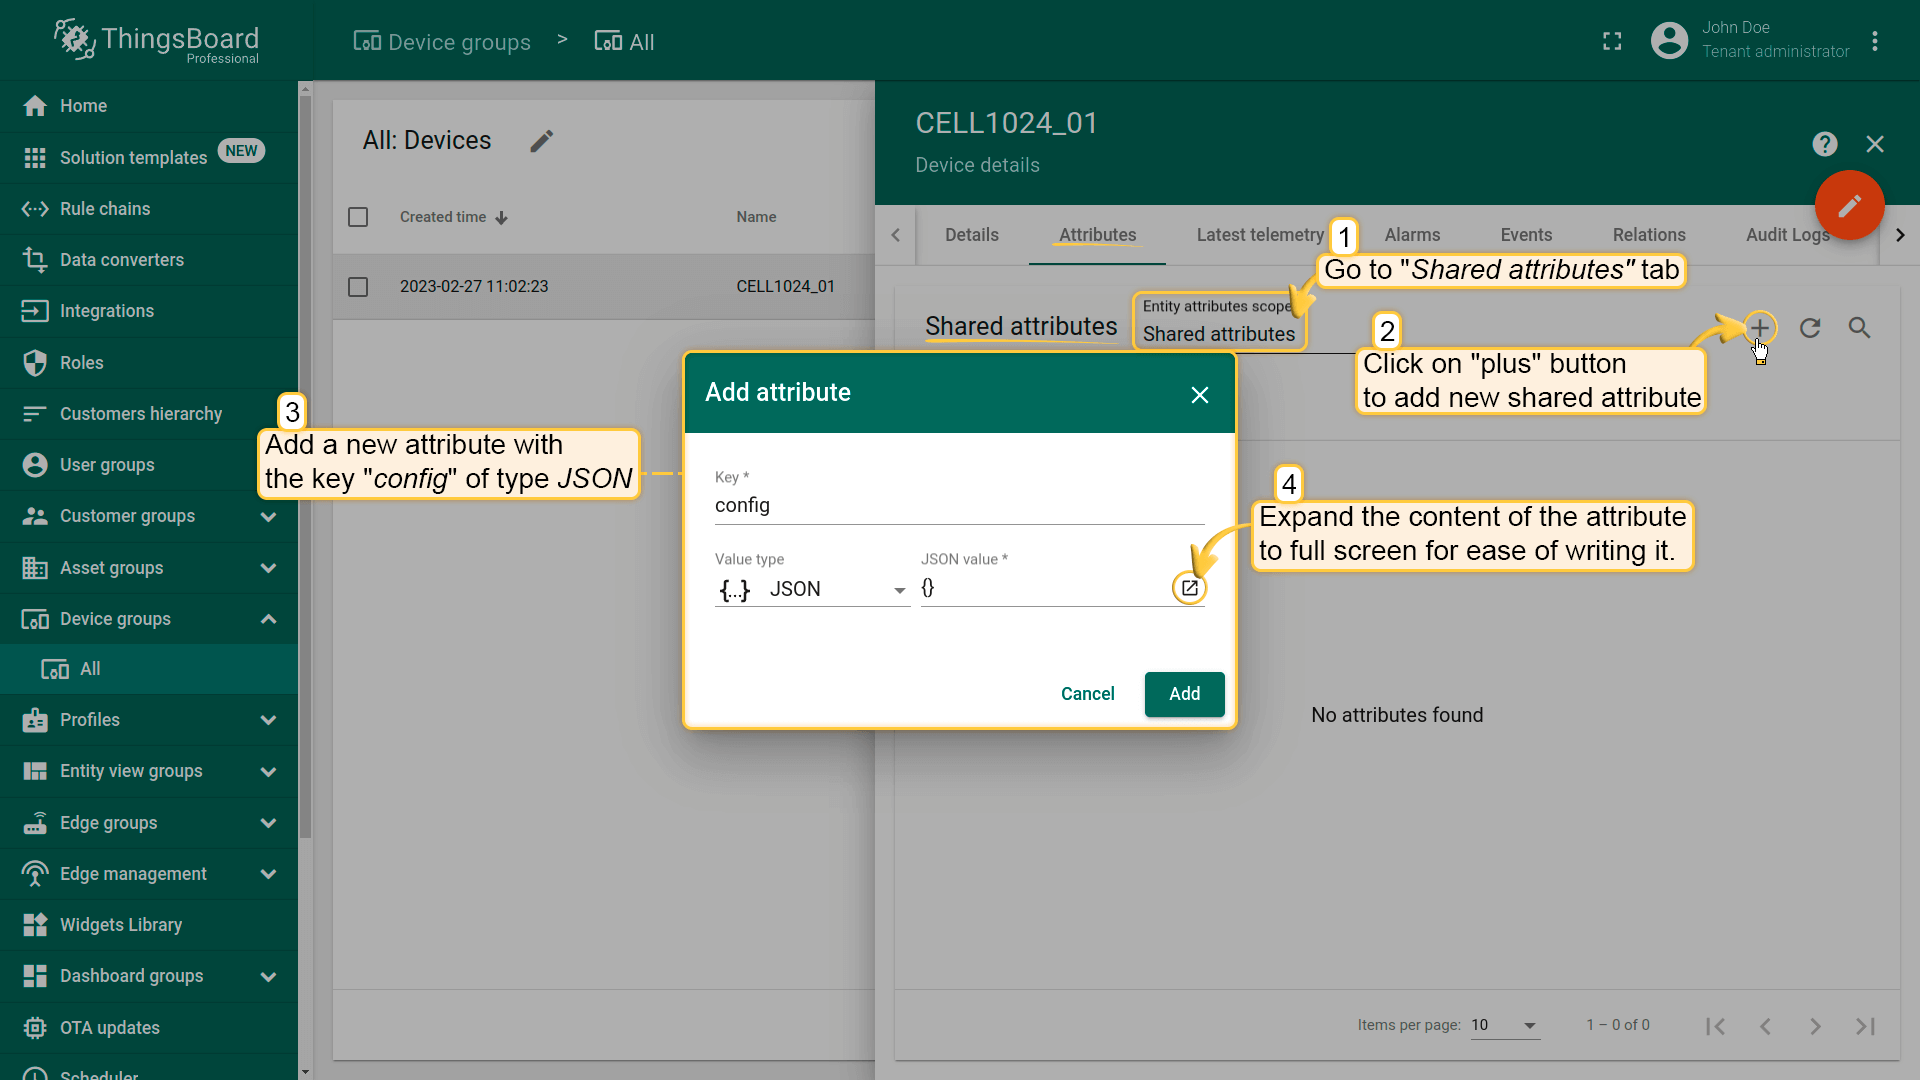 ThingsBoard
Professional
Device groups > All
John Doe
Tenant administrator
Home
Solution templates NEW
Rule chains
Data converters
Integrations
Roles
Customers hierarchy
User groups
Customer groups
Asset groups
Device groups
All
Profiles
Entity view groups
Edge groups
Edge management
Widgets Library
Dashboard groups
OTA updates
Scheduler
All: Devices
Created time Name
2023-02-27 11:02:23 CELL1024_01
CELL1024_01
Device details
Details Attributes Latest telemetry Alarms Events Relations Audit Logs
1
Go to "Shared attributes" tab
Shared attributes
Entity attributes scope
Shared attributes
2
Click on "plus" button
to add new shared attribute
3
Add a new attribute with
the key "config" of type JSON
Add attribute
Key *
config
Value type JSON value *
{...} JSON {}
Cancel Add
4
Expand the content of the attribute
to full screen for ease of writing it.
No attributes found
Items per page: 10 1 – 0 of 0